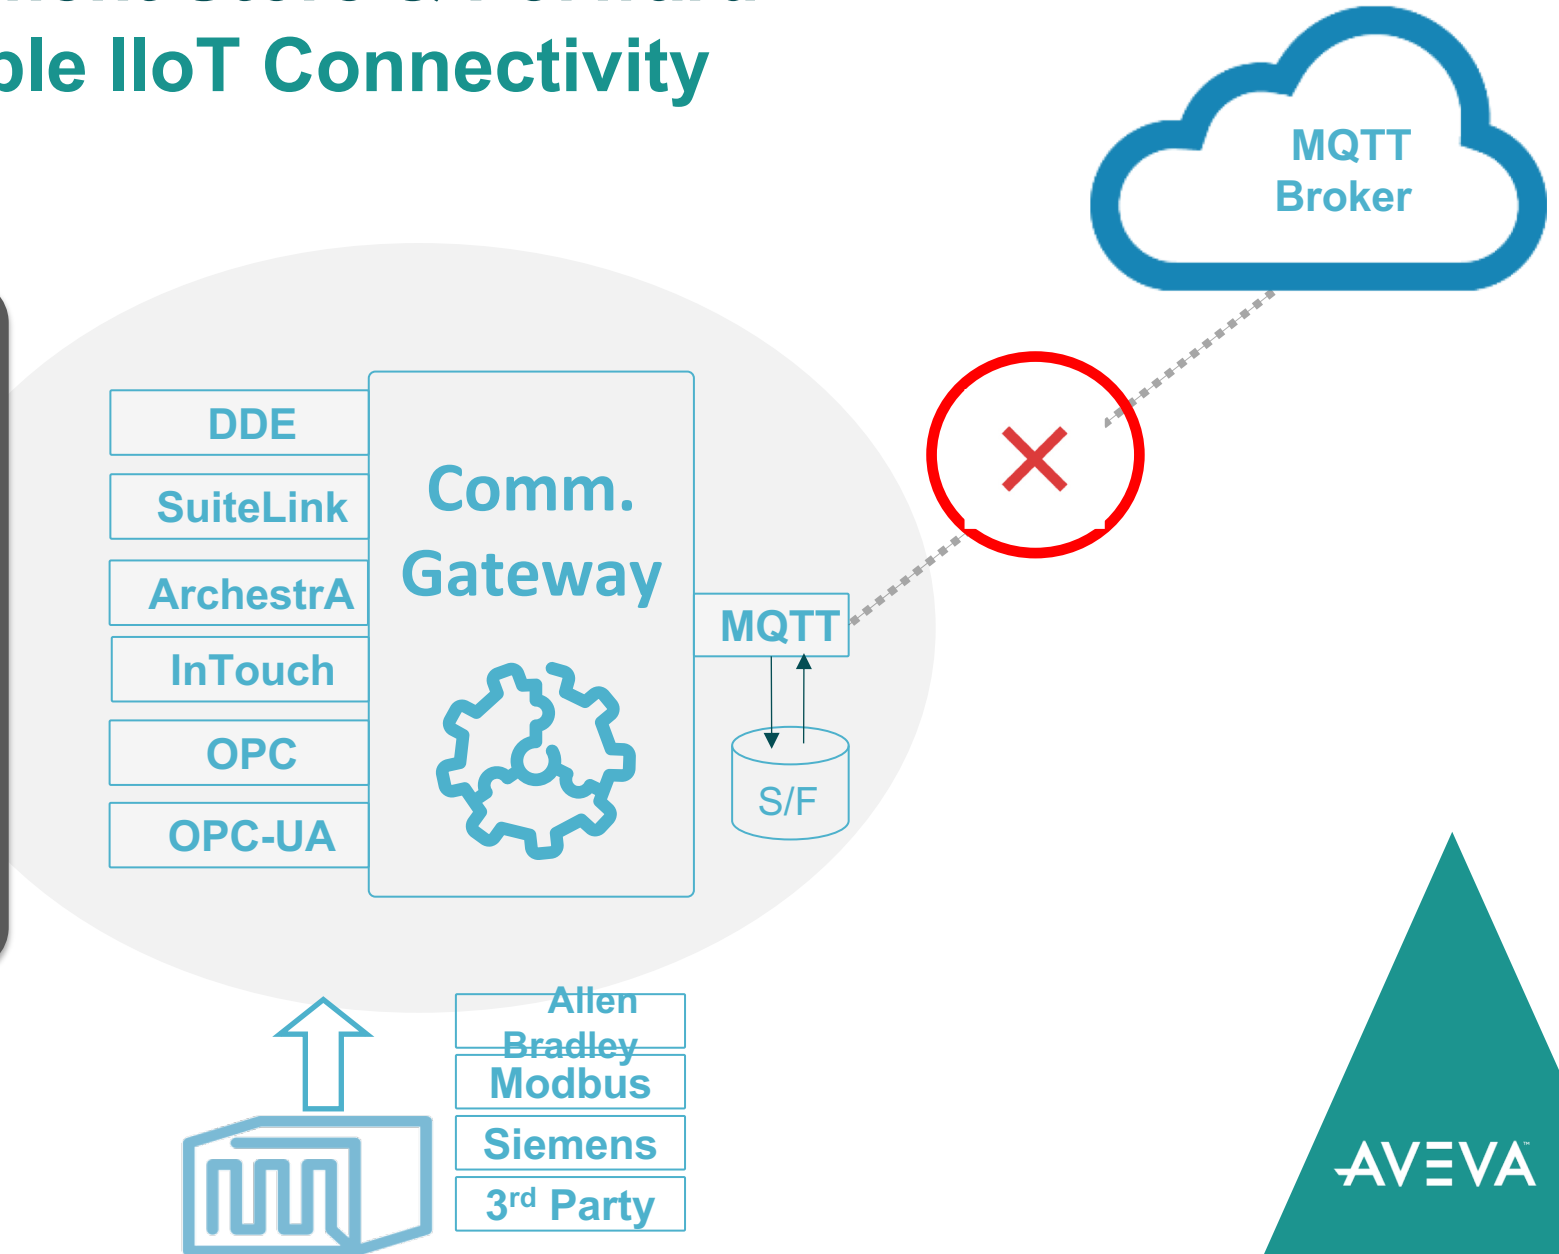 ble IIoT Connectivity
MQTT
Broker
DDE
SuiteLink
ArchestrA
InTouch
OPC
OPC-UA
Comm.
Gateway
MQTT
S/F
Allen
Bradley
Modbus
Siemens
3rd Party
AVEVA